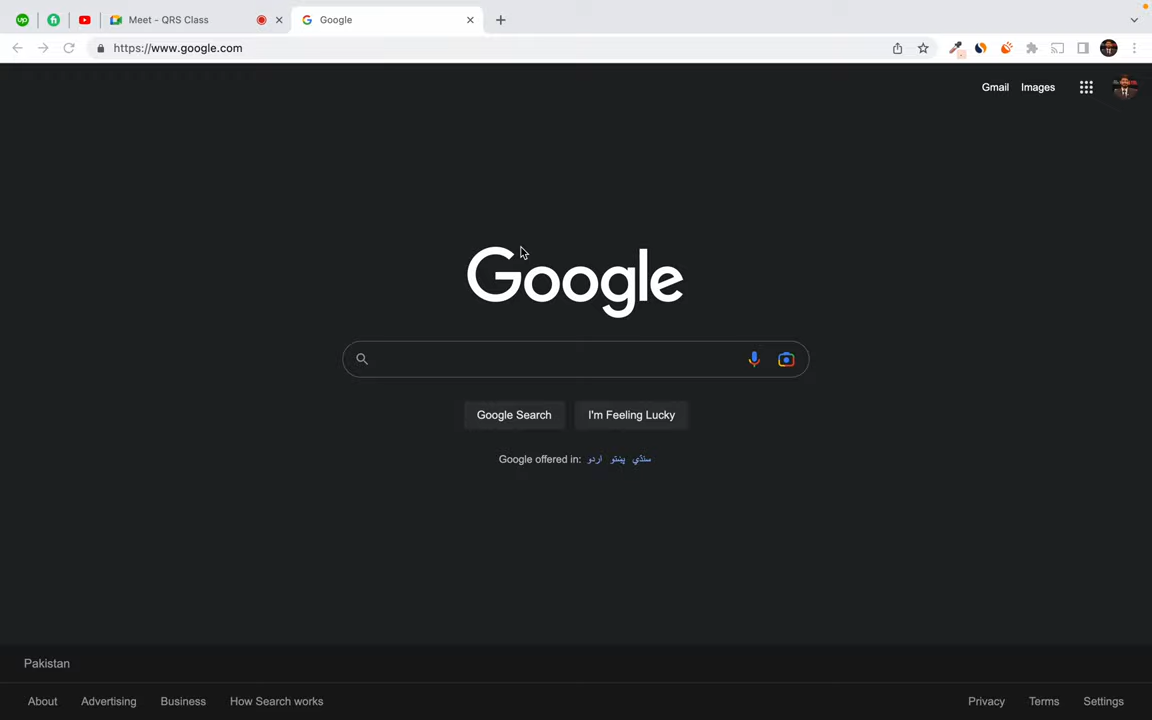 Meet - QRS Class
Google
https://www.google.com
Gmail Images
Google
Google Search I'm Feeling Lucky
Google offered in: اردو پښتو سنڌي
Pakistan
About Advertising Business How Search works Privacy Terms Settings